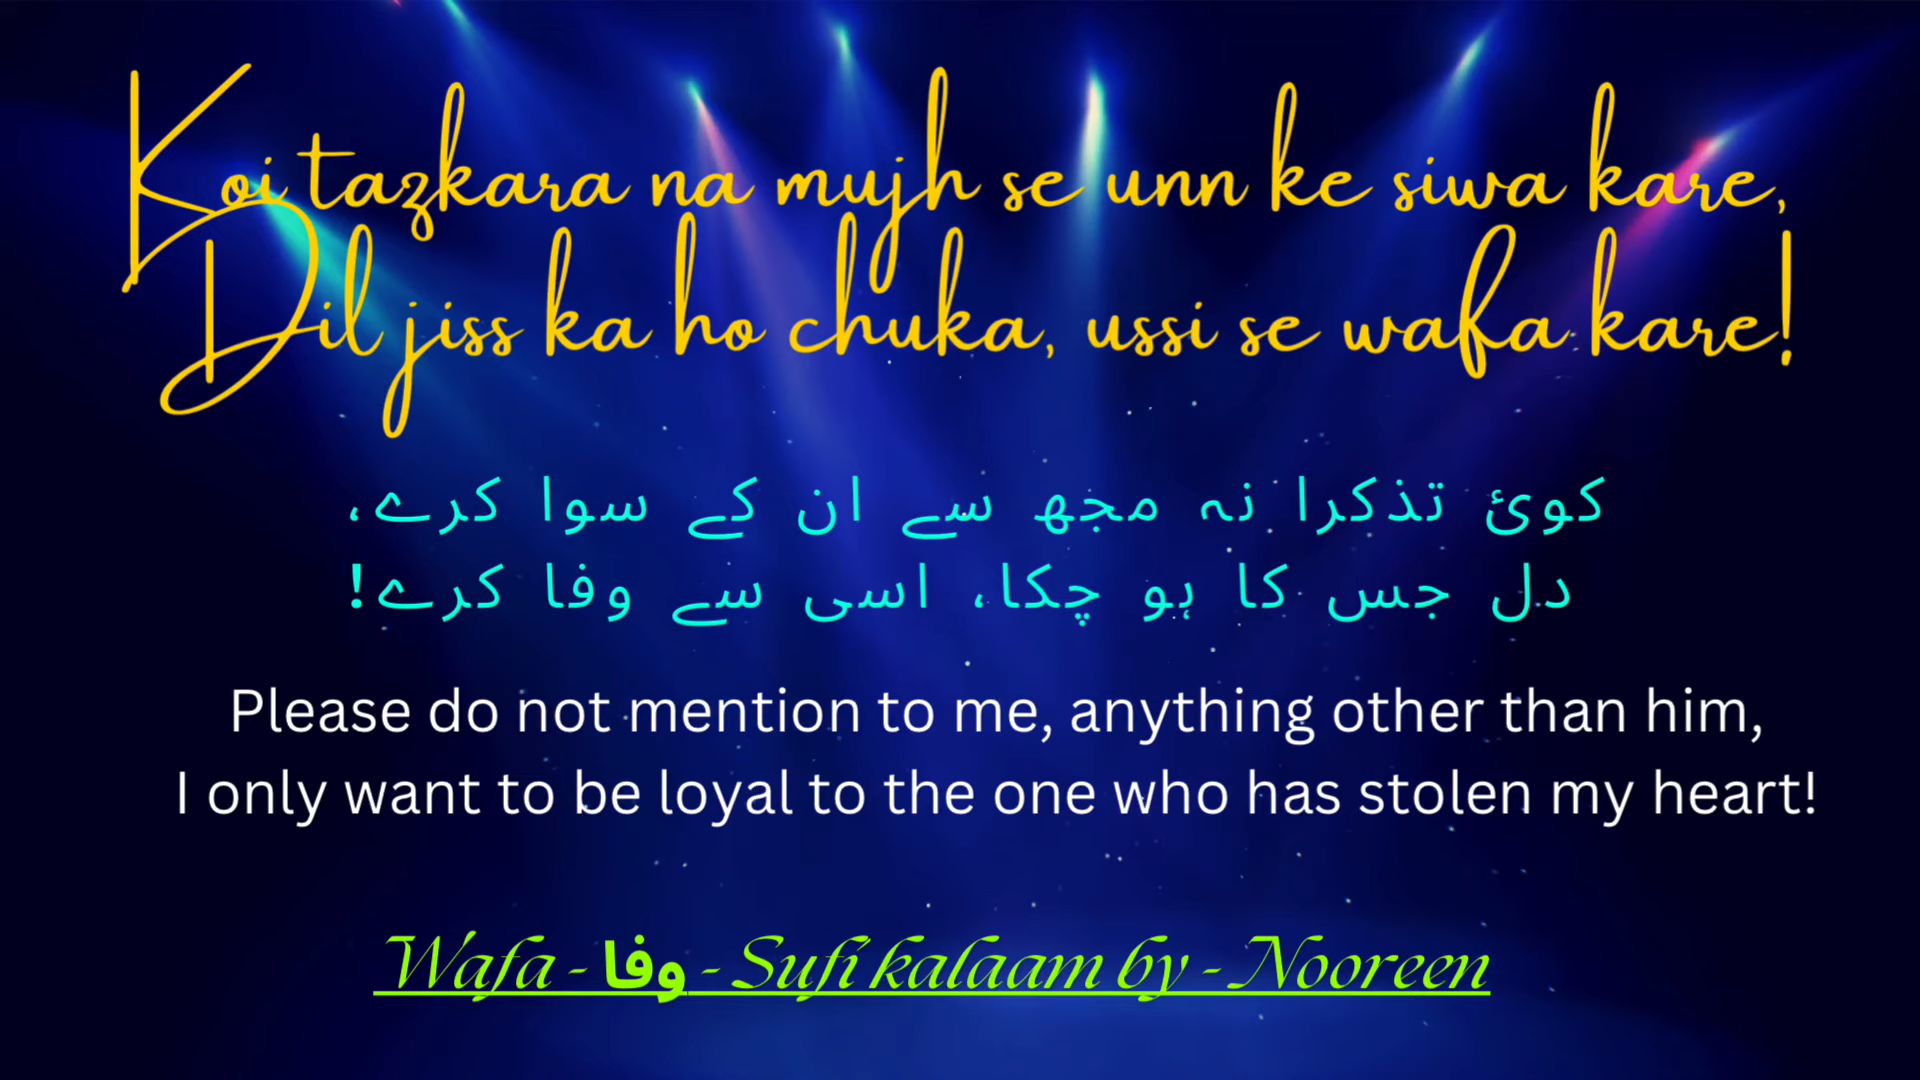 Koi tazkara na mujh se unn ke siwa kare,
Dil jiss ka ho chuka, ussi se wafa kare!
کوئ تذکرا نہ مجھ سے ان کے سوا کرے،
دل جس کا ہو چکا، اسی سے وفا کرے!
Please do not mention to me, anything other than him,
I only want to be loyal to the one who has stolen my heart!
Wafa - وفا - Sufi kalaam by - Nooreen